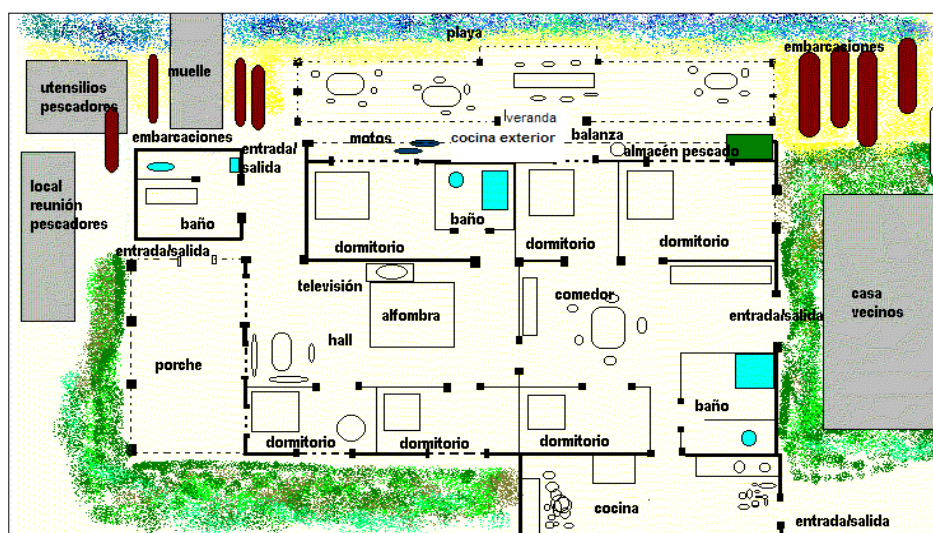 playa
embarcaciones
muelle
utensilios
pescadores
veranda
embarcaciones
entrada/
salida
motos
cocina exterior
balanza
almacén pescado
local
reunión
pescadores
baño
baño
dormitorio
dormitorio
dormitorio
entrada/salida
televisión
alfombra
comedor
casa
vecinos
entrada/salida
hall
porche
baño
dormitorio
dormitorio
dormitorio
cocina
entrada/salida